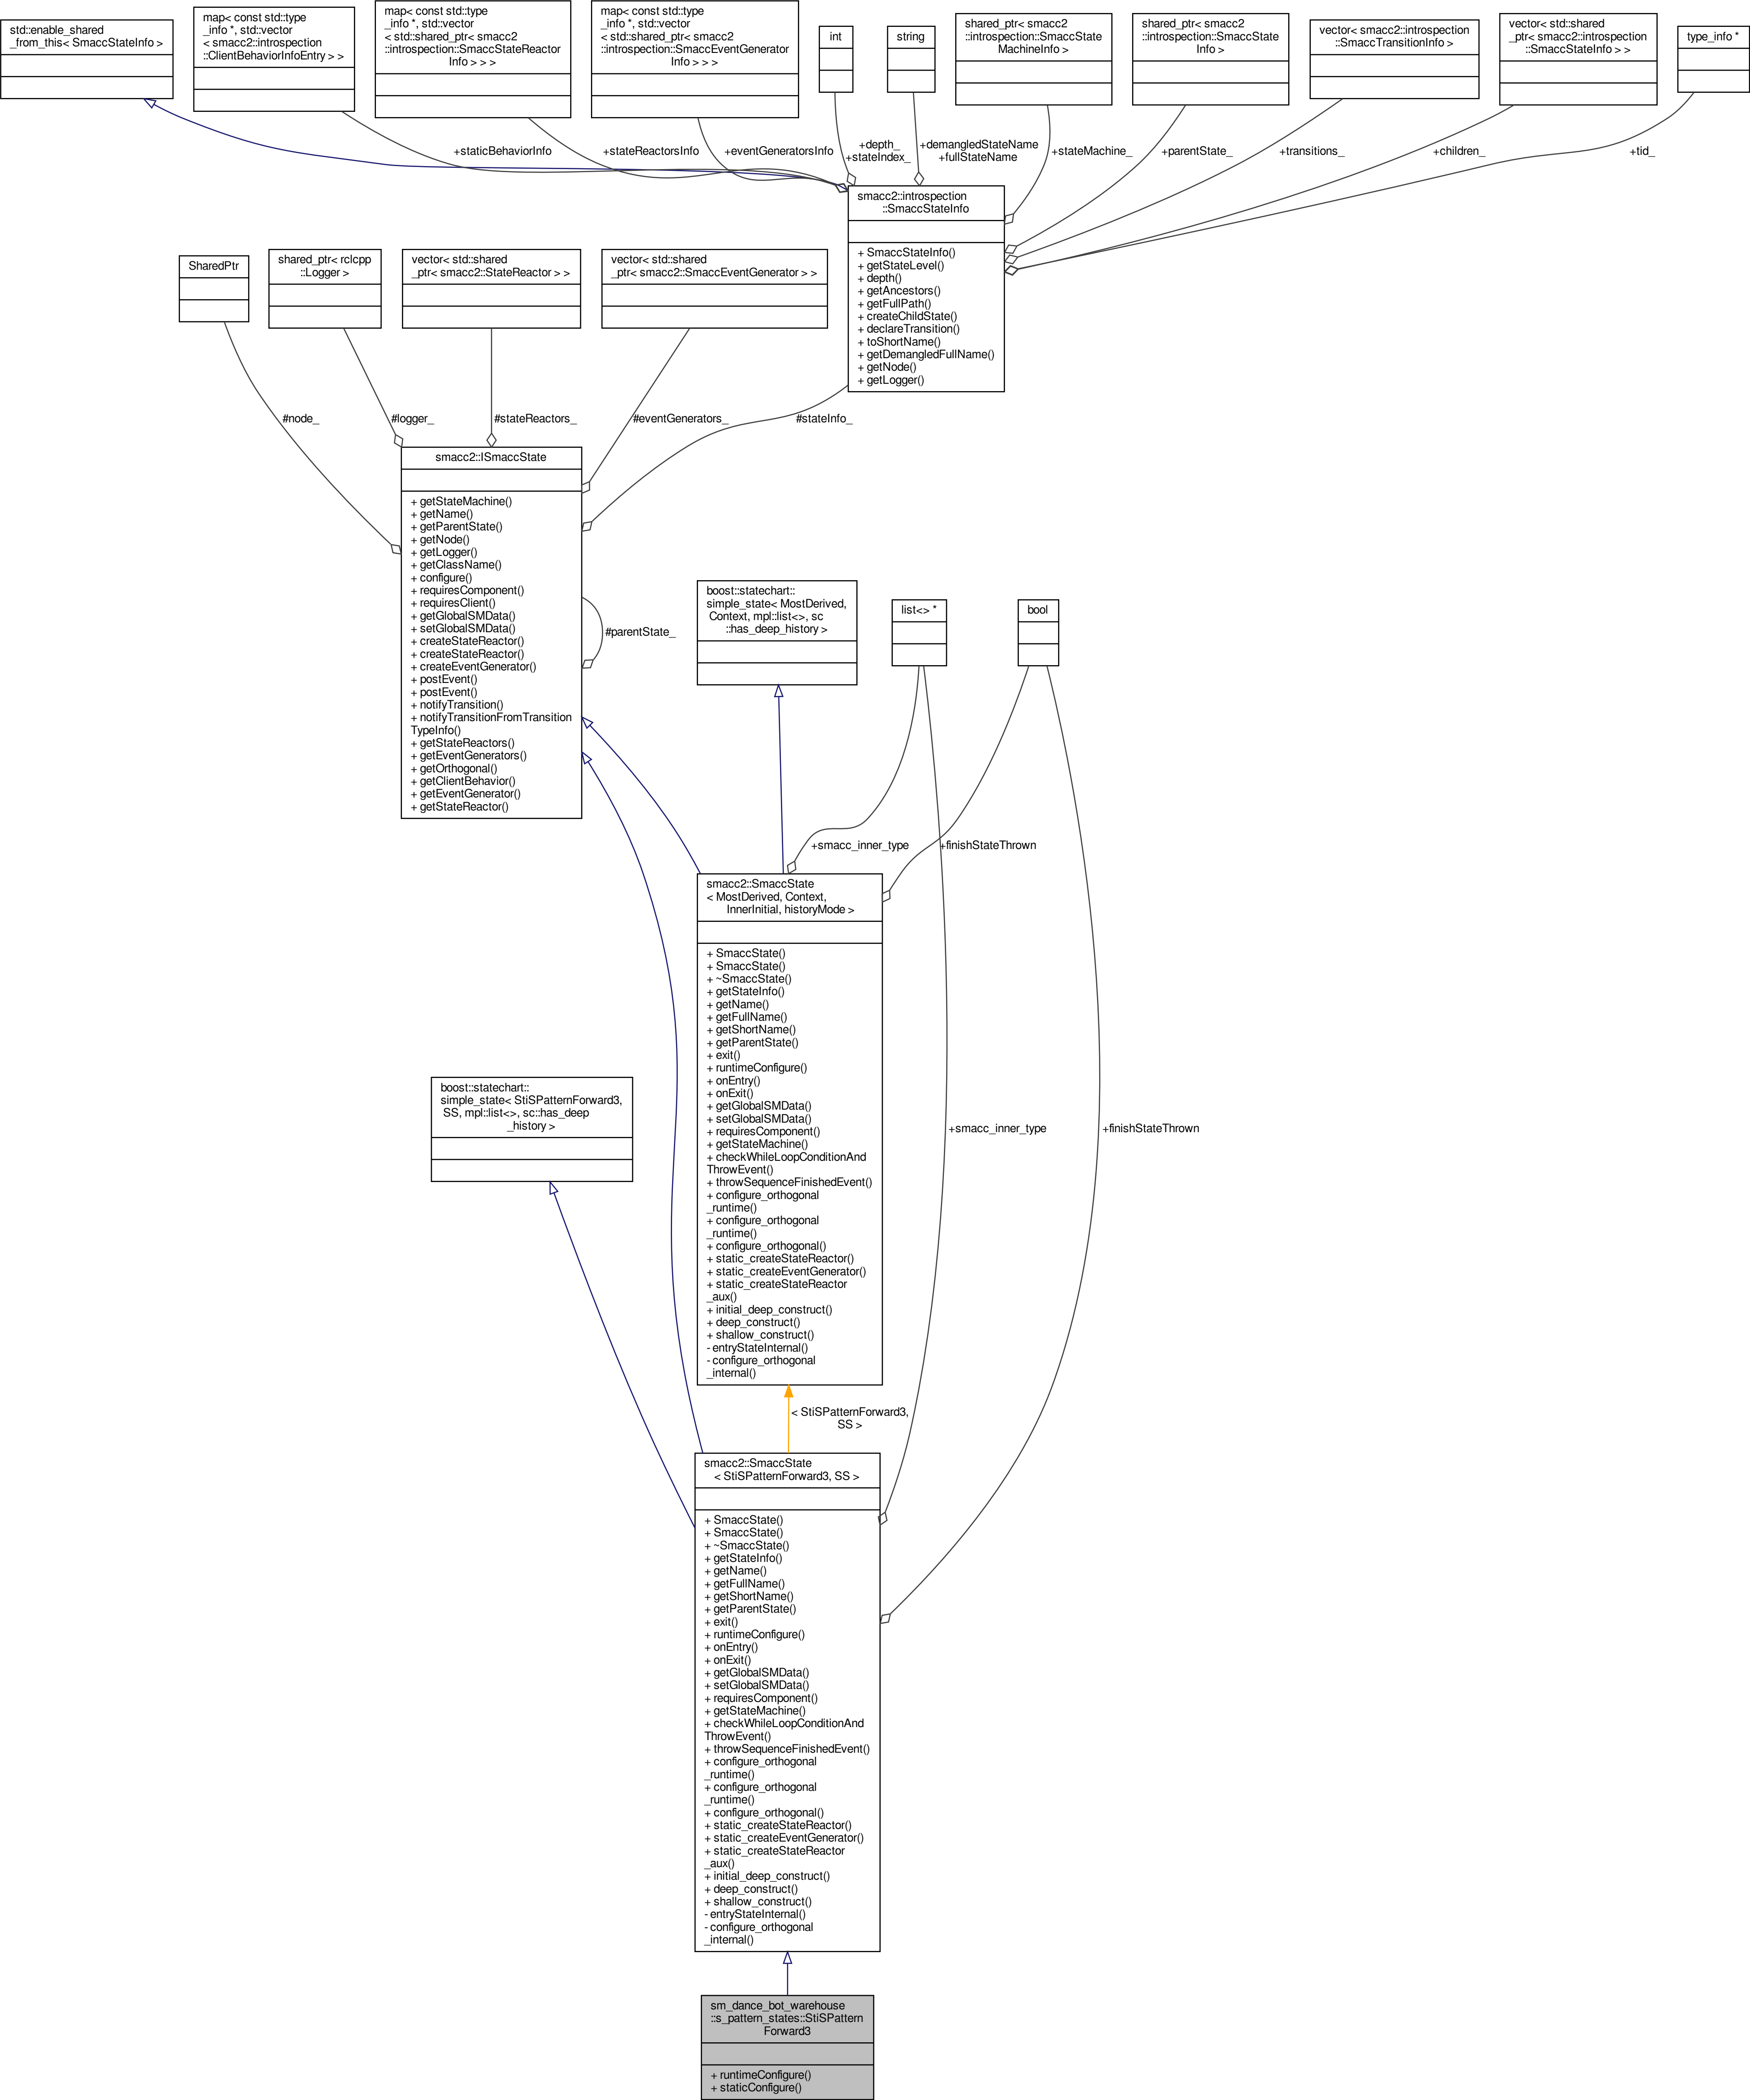 std::enable_shared
_from_this< SmaccStateInfo >
map< const std::type
_info *, std::vector
< smacc2::introspection
::ClientBehaviorInfoEntry > >
map< const std::type
_info *, std::vector
< std::shared_ptr< smacc2
::introspection::SmaccStateReactor
Info > > >
map< const std::type
_info *, std::vector
< std::shared_ptr< smacc2
::introspection::SmaccEventGenerator
Info > > >
int
string
shared_ptr< smacc2
::introspection::SmaccState
MachineInfo >
shared_ptr< smacc2
::introspection::SmaccState
Info >
vector< smacc2::introspection
::SmaccTransitionInfo >
vector< std::shared
_ptr< smacc2::introspection
::SmaccStateInfo > >
type_info *
+staticBehaviorInfo
+stateReactorsInfo
+eventGeneratorsInfo
+depth_
+stateIndex_
+demangledStateName
+fullStateName
+stateMachine_
+parentState_
+transitions_
+children_
+tid_
smacc2::introspection
::SmaccStateInfo
+ SmaccStateInfo()
+ getStateLevel()
+ depth()
+ getAncestors()
+ getFullPath()
+ createChildState()
+ declareTransition()
+ toShortName()
+ getDemangledFullName()
+ getNode()
+ getLogger()
SharedPtr
shared_ptr< rclcpp
::Logger >
vector< std::shared
_ptr< smacc2::StateReactor > >
vector< std::shared
_ptr< smacc2::SmaccEventGenerator > >
#node_
#logger_
#stateReactors_
#eventGenerators_
#stateInfo_
smacc2::ISmaccState
+ getStateMachine()
+ getName()
+ getParentState()
+ getNode()
+ getLogger()
+ getClassName()
+ configure()
+ requiresComponent()
+ requiresClient()
+ getGlobalSMData()
+ setGlobalSMData()
+ createStateReactor()
+ createStateReactor()
+ createEventGenerator()
+ postEvent()
+ postEvent()
+ notifyTransition()
+ notifyTransitionFromTransition
TypeInfo()
+ getStateReactors()
+ getEventGenerators()
+ getOrthogonal()
+ getClientBehavior()
+ getEventGenerator()
+ getStateReactor()
#parentState_
boost::statechart::
simple_state< MostDerived,
Context, mpl::list<>, sc
::has_deep_history >
list<> *
bool
+smacc_inner_type
+finishStateThrown
smacc2::SmaccState
< MostDerived, Context,
InnerInitial, historyMode >
+ SmaccState()
+ SmaccState()
+ ~SmaccState()
+ getStateInfo()
+ getName()
+ getFullName()
+ getShortName()
+ getParentState()
+ exit()
+ runtimeConfigure()
+ onEntry()
+ onExit()
+ getGlobalSMData()
+ setGlobalSMData()
+ requiresComponent()
+ getStateMachine()
+ checkWhileLoopConditionAnd
ThrowEvent()
+ throwSequenceFinishedEvent()
+ configure_orthogonal
_runtime()
+ configure_orthogonal
_runtime()
+ configure_orthogonal()
+ static_createStateReactor()
+ static_createEventGenerator()
+ static_createStateReactor
_aux()
+ initial_deep_construct()
+ deep_construct()
+ shallow_construct()
- entryStateInternal()
- configure_orthogonal
_internal()
boost::statechart::
simple_state< StiSPatternForward3,
SS, mpl::list<>, sc::has_deep
_history >
+smacc_inner_type
+finishStateThrown
< StiSPatternForward3,
SS >
smacc2::SmaccState
< StiSPatternForward3, SS >
+ SmaccState()
+ SmaccState()
+ ~SmaccState()
+ getStateInfo()
+ getName()
+ getFullName()
+ getShortName()
+ getParentState()
+ exit()
+ runtimeConfigure()
+ onEntry()
+ onExit()
+ getGlobalSMData()
+ setGlobalSMData()
+ requiresComponent()
+ getStateMachine()
+ checkWhileLoopConditionAnd
ThrowEvent()
+ throwSequenceFinishedEvent()
+ configure_orthogonal
_runtime()
+ configure_orthogonal
_runtime()
+ configure_orthogonal()
+ static_createStateReactor()
+ static_createEventGenerator()
+ static_createStateReactor
_aux()
+ initial_deep_construct()
+ deep_construct()
+ shallow_construct()
- entryStateInternal()
- configure_orthogonal
_internal()
sm_dance_bot_warehouse
::s_pattern_states::StiSPattern
Forward3
+ runtimeConfigure()
+ staticConfigure()